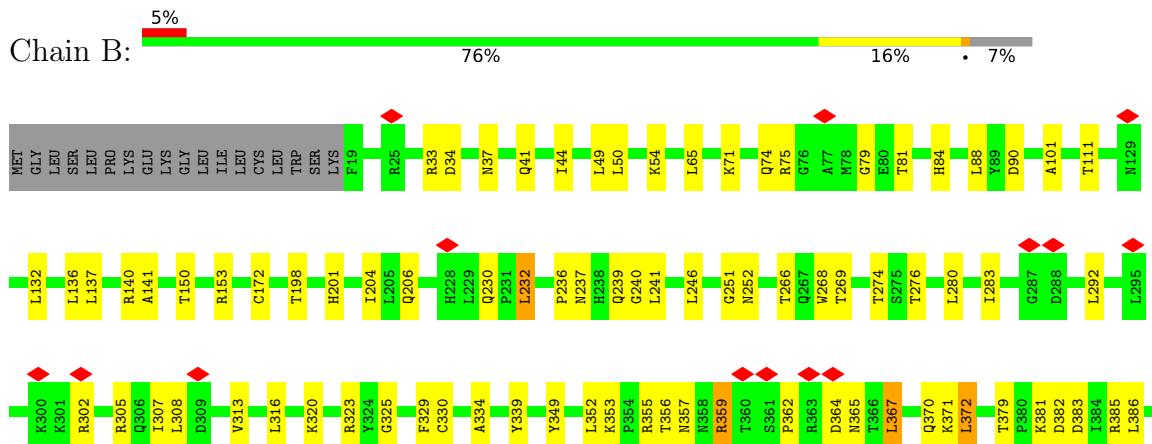 5%
Chain B:
76% 16% • 7%
MET GLY LEU SER LEU PRO LYS GLU LYS GLY LEU ILE LEU CYS LEU TRP SER LYS F19 R25 R33 D34 N37 Q41 I44 L49 L50 K54 L65 K71 Q74 R75 G76 A77 M78 G79 E80 T81 H84 L88 Y89 D90 A101 T111 N129
L132 L136 L137 R140 A141 T150 R153 C172 T198 H201 I204 L205 Q206 H228 L229 Q230 P231 L232 P236 N237 H238 Q239 G240 L241 L246 G251 N252 T266 Q267 W268 T269 T274 S275 T276 L280 I283 G287 D288 L292 L295
K300 K301 R302 R305 Q306 I307 L308 D309 V313 L316 K320 R323 Y324 G325 F329 C330 A334 Y339 Y349 L352 K353 P354 R355 T356 N357 N358 R359 T360 S361 P362 R363 D364 N365 T366 L367 Q370 K371 L372 T379 P380 K381 D382 D383 I384 R385 L386